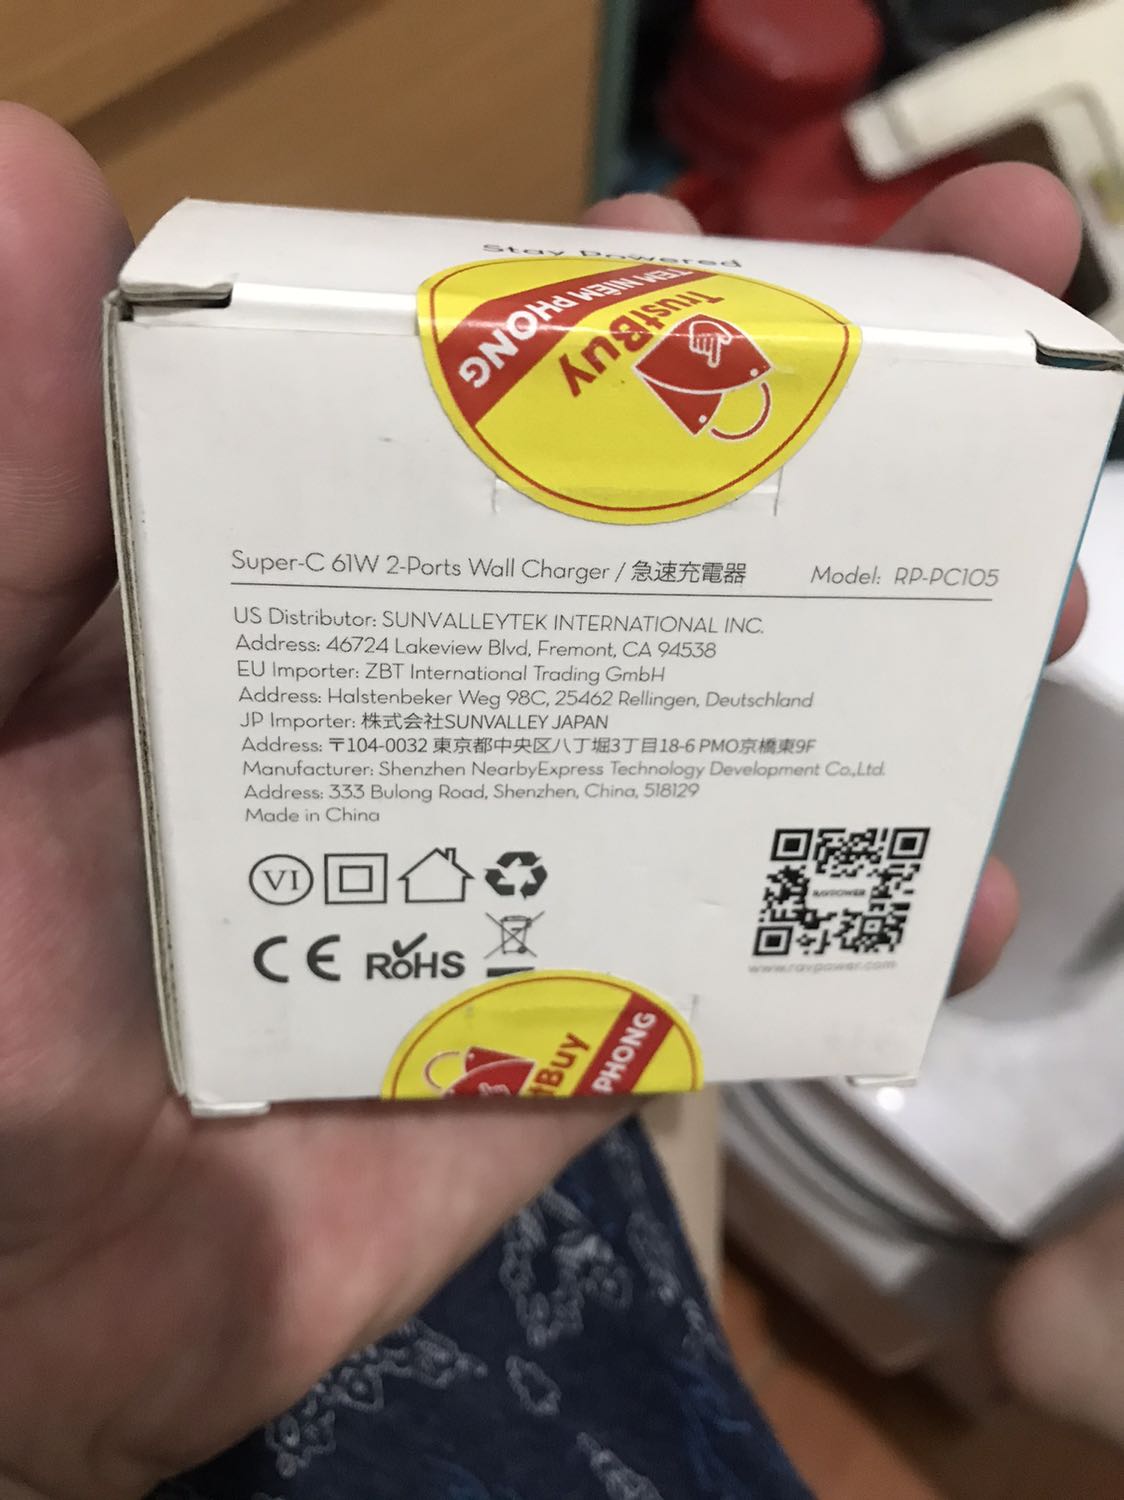 Stay Powered
TEM NIÊM PHONG
TrustBuy
Super-C 61W 2-Ports Wall Charger / 急速充電器 Model: RP-PC105
US Distributor: SUNVALLEYTEK INTERNATIONAL INC.
Address: 46724 Lakeview Blvd, Fremont, CA 94538
EU Importer: ZBT International Trading GmbH
Address: Halstenbeker Weg 98C, 25462 Rellingen, Deutschland
JP Importer: 株式会社SUNVALLEY JAPAN
Address: 〒104-0032 東京都中央区八丁堀3丁目18-6 PMO京橋東9F
Manufacturer: Shenzhen NearbyExpress Technology Development Co.,Ltd.
Address: 333 Bulong Road, Shenzhen, China, 518129
Made in China
VI
CE RoHS
RAVPOWER
www.ravpower.com
tBuy
PHONG